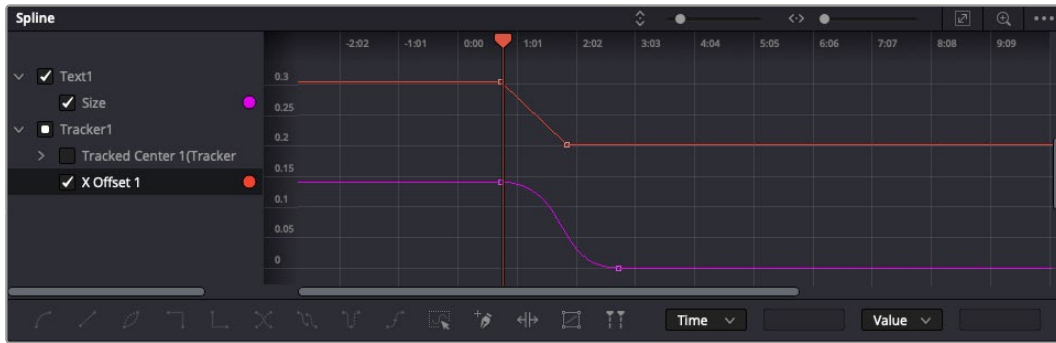 Spline
-2:02 -1:01 0:00 1:01 2:02 3:03 4:04 5:05 6:06 7:07 8:08 9:09
Text1
Size
Tracker1
Tracked Center 1(Tracker
X Offset 1
0.3
0.25
0.2
0.15
0.1
0.05
0
Time Value